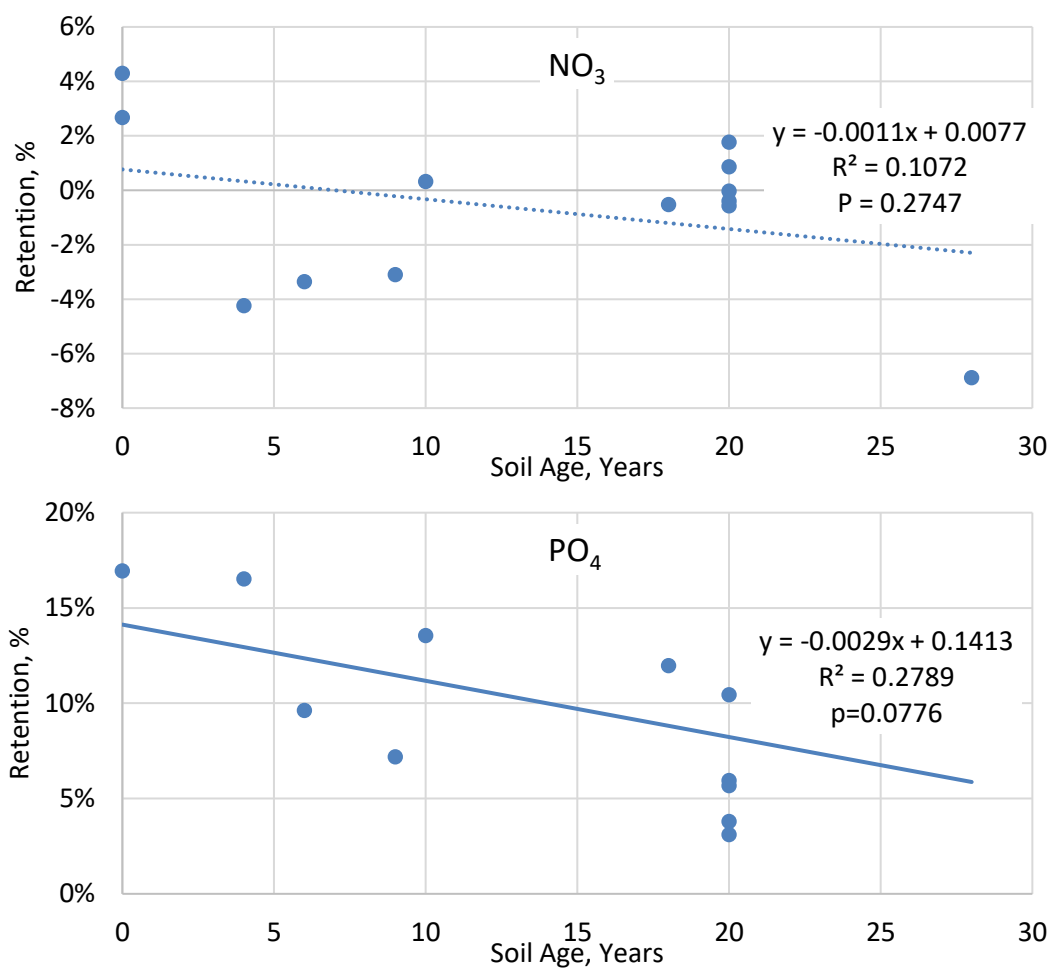 6%
4%
2%
0%
-2%
-4%
-6%
-8%
Retention, %
NO₃
y = -0.0011x + 0.0077
R² = 0.1072
P = 0.2747
0 5 10 15 20 25 30
Soil Age, Years
20%
15%
10%
5%
0%
Retention, %
PO₄
y = -0.0029x + 0.1413
R² = 0.2789
p=0.0776
0 5 10 15 20 25 30
Soil Age, Years